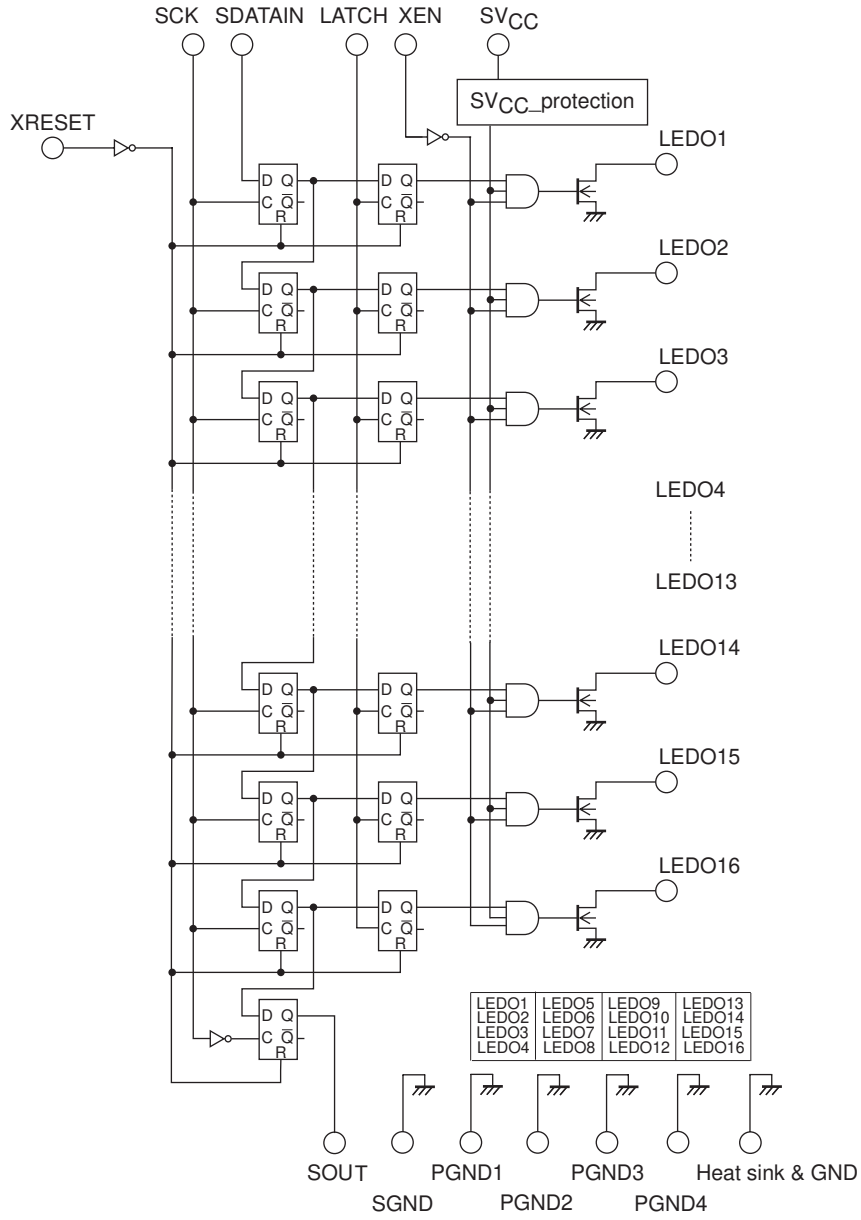 SCK SDATAIN LATCH XEN SVCC
SVCC_protection
XRESET
LEDO1
D Q D Q
C Q̅ C Q̅
R R
LEDO2
D Q D Q
C Q̅ C Q̅
R R
LEDO3
D Q D Q
C Q̅ C Q̅
R R
LEDO4
LEDO13
LEDO14
D Q D Q
C Q̅ C Q̅
R R
LEDO15
D Q D Q
C Q̅ C Q̅
R R
LEDO16
D Q D Q
C Q̅ C Q̅
R R
D Q
C Q̅
R
LEDO1 LEDO5 LEDO9 LEDO13
LEDO2 LEDO6 LEDO10 LEDO14
LEDO3 LEDO7 LEDO11 LEDO15
LEDO4 LEDO8 LEDO12 LEDO16
SOUT PGND1 PGND3 Heat sink & GND
SGND PGND2 PGND4